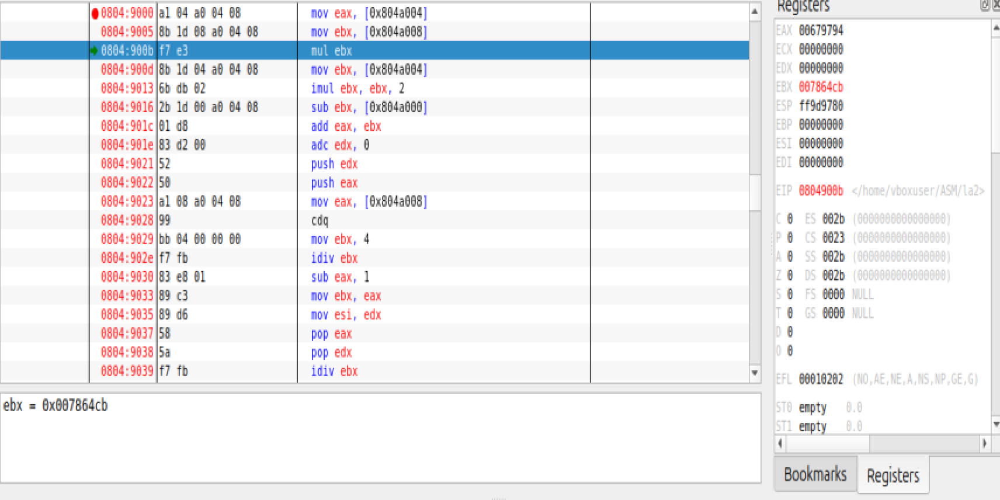 0804:9000 a1 04 a0 04 08 mov eax, [0x804a004]
0804:9005 8b 1d 08 a0 04 08 mov ebx, [0x804a008]
0804:900b f7 e3 mul ebx
0804:900d 8b 1d 04 a0 04 08 mov ebx, [0x804a004]
0804:9013 6b db 02 imul ebx, ebx, 2
0804:9016 2b 1d 00 a0 04 08 sub ebx, [0x804a000]
0804:901c 01 d8 add eax, ebx
0804:901e 83 d2 00 adc edx, 0
0804:9021 52 push edx
0804:9022 50 push eax
0804:9023 a1 08 a0 04 08 mov eax, [0x804a008]
0804:9028 99 cdq
0804:9029 bb 04 00 00 00 mov ebx, 4
0804:902e f7 fb idiv ebx
0804:9030 83 e8 01 sub eax, 1
0804:9033 89 c3 mov ebx, eax
0804:9035 89 d6 mov esi, edx
0804:9037 58 pop eax
0804:9038 5a pop edx
0804:9039 f7 fb idiv ebx
ebx = 0x007864cb
Registers
EAX 00679794
ECX 00000000
EDX 00000000
EBX 007864cb
ESP ff9d9780
EBP 00000000
ESI 00000000
EDI 00000000
EIP 0804900b </home/vboxuser/ASM/la2>
C 0 ES 002b (0000000000000000)
P 0 CS 0023 (0000000000000000)
A 0 SS 002b (0000000000000000)
Z 0 DS 002b (0000000000000000)
S 0 FS 0000 NULL
T 0 GS 0000 NULL
D 0
O 0
EFL 00010202 (NO,AE,NE,A,NS,NP,GE,G)
ST0 empty 0.0
ST1 empty 0.0
Bookmarks Registers